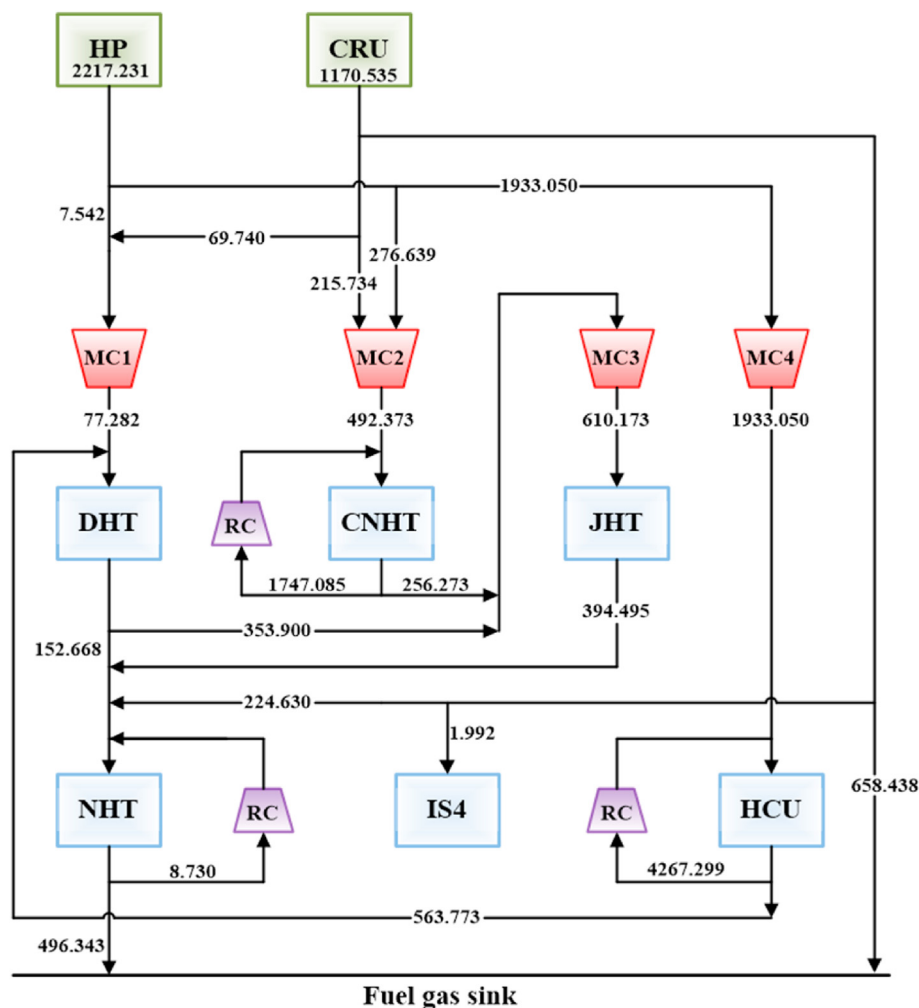 HP
2217.231
CRU
1170.535
1933.050
7.542
69.740
276.639
215.734
MC1
MC2
MC3
MC4
77.282
492.373
610.173
1933.050
DHT
RC
CNHT
JHT
1747.085
256.273
394.495
353.900
152.668
224.630
1.992
658.438
NHT
RC
IS4
RC
HCU
8.730
4267.299
563.773
496.343
Fuel gas sink